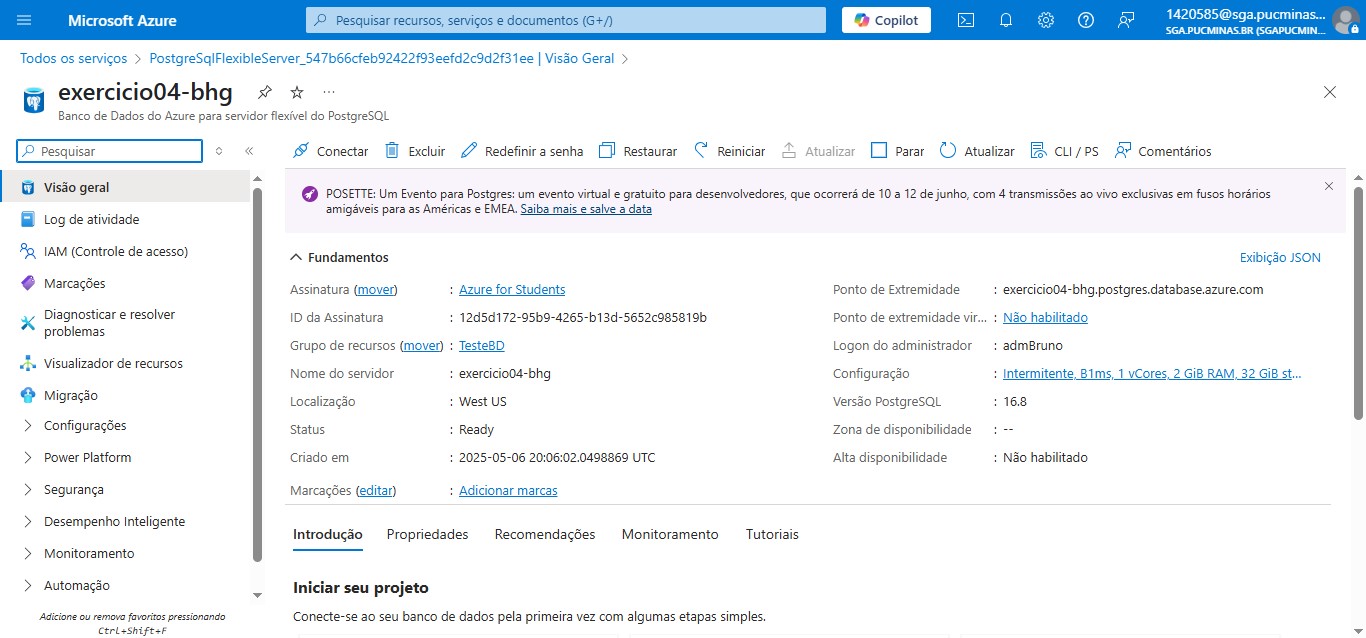 Microsoft Azure
Pesquisar recursos, serviços e documentos (G+/)
Copilot
1420585@sga.pucminas...
SGA.PUCMINAS.BR (SGAPUCMIN...
Todos os serviços > PostgreSqlFlexibleServer_547b66cfeb92422f93eefd2c9d2f31ee | Visão Geral >
exercicio04-bhg
Banco de Dados do Azure para servidor flexível do PostgreSQL
Pesquisar
Conectar Excluir Redefinir a senha Restaurar Reiniciar Atualizar Parar Atualizar CLI / PS Comentários
Visão geral
Log de atividade
IAM (Controle de acesso)
Marcações
Diagnosticar e resolver
problemas
Visualizador de recursos
Migração
Configurações
Power Platform
Segurança
Desempenho Inteligente
Monitoramento
Automação
Adicione ou remova favoritos pressionando
Ctrl+Shift+F
POSETTE: Um Evento para Postgres: um evento virtual e gratuito para desenvolvedores, que ocorrerá de 10 a 12 de junho, com 4 transmissões ao vivo exclusivas em fusos horários
amigáveis para as Américas e EMEA. Saiba mais e salve a data
Fundamentos
Exibição JSON
Assinatura (mover) : Azure for Students
ID da Assinatura : 12d5d172-95b9-4265-b13d-5652c985819b
Grupo de recursos (mover) : TesteBD
Nome do servidor : exercicio04-bhg
Localização : West US
Status : Ready
Criado em : 2025-05-06 20:06:02.0498869 UTC
Marcações (editar) : Adicionar marcas
Ponto de Extremidade : exercicio04-bhg.postgres.database.azure.com
Ponto de extremidade vir... : Não habilitado
Logon do administrador : admBruno
Configuração : Intermitente, B1ms, 1 vCores, 2 GiB RAM, 32 GiB st...
Versão PostgreSQL : 16.8
Zona de disponibilidade : --
Alta disponibilidade : Não habilitado
Introdução Propriedades Recomendações Monitoramento Tutoriais
Iniciar seu projeto
Conecte-se ao seu banco de dados pela primeira vez com algumas etapas simples.